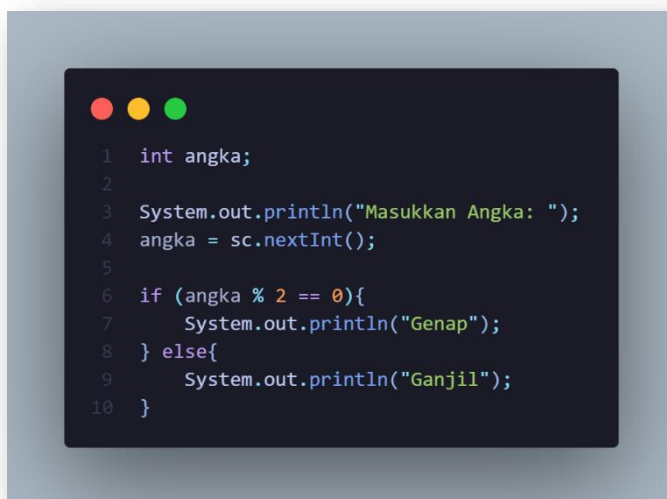 1 int angka;
2
3 System.out.println("Masukkan Angka: ");
4 angka = sc.nextInt();
5
6 if (angka % 2 == 0){
7     System.out.println("Genap");
8 } else{
9     System.out.println("Ganjil");
10 }